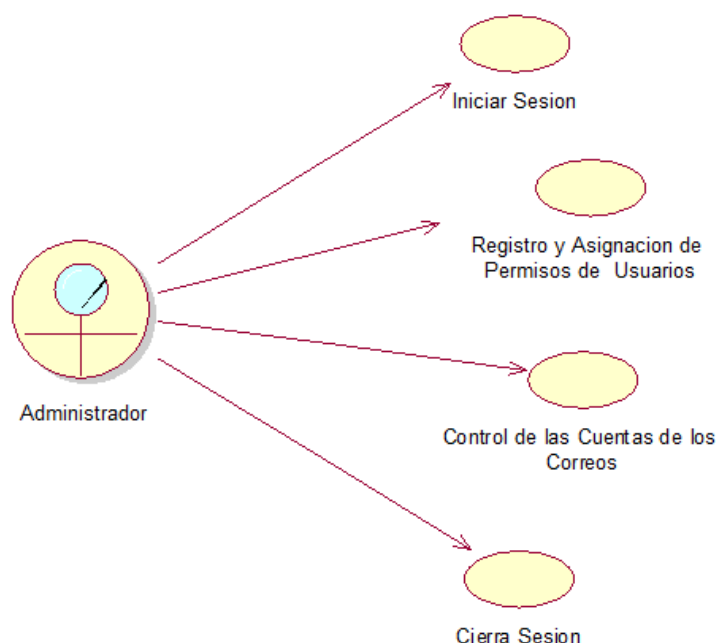 Iniciar Sesion
Registro y Asignacion de
Permisos de Usuarios
Administrador
Control de las Cuentas de los
Correos
Cierra Sesion